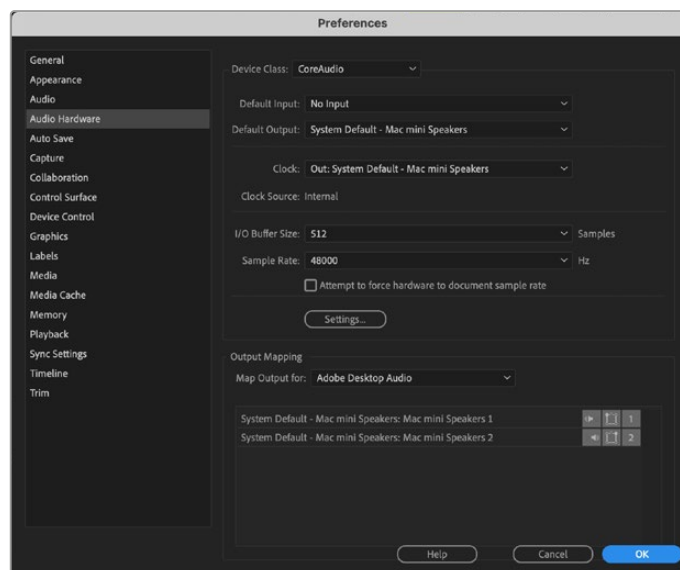 Preferences
General
Appearance
Audio
Audio Hardware
Auto Save
Capture
Collaboration
Control Surface
Device Control
Graphics
Labels
Media
Media Cache
Memory
Playback
Sync Settings
Timeline
Trim
Device Class: CoreAudio
Default Input: No Input
Default Output: System Default - Mac mini Speakers
Clock: Out: System Default - Mac mini Speakers
Clock Source: Internal
I/O Buffer Size: 512 Samples
Sample Rate: 48000 Hz
Attempt to force hardware to document sample rate
Settings...
Output Mapping
Map Output for: Adobe Desktop Audio
System Default - Mac mini Speakers: Mac mini Speakers 1 1
System Default - Mac mini Speakers: Mac mini Speakers 2 2
Help Cancel OK